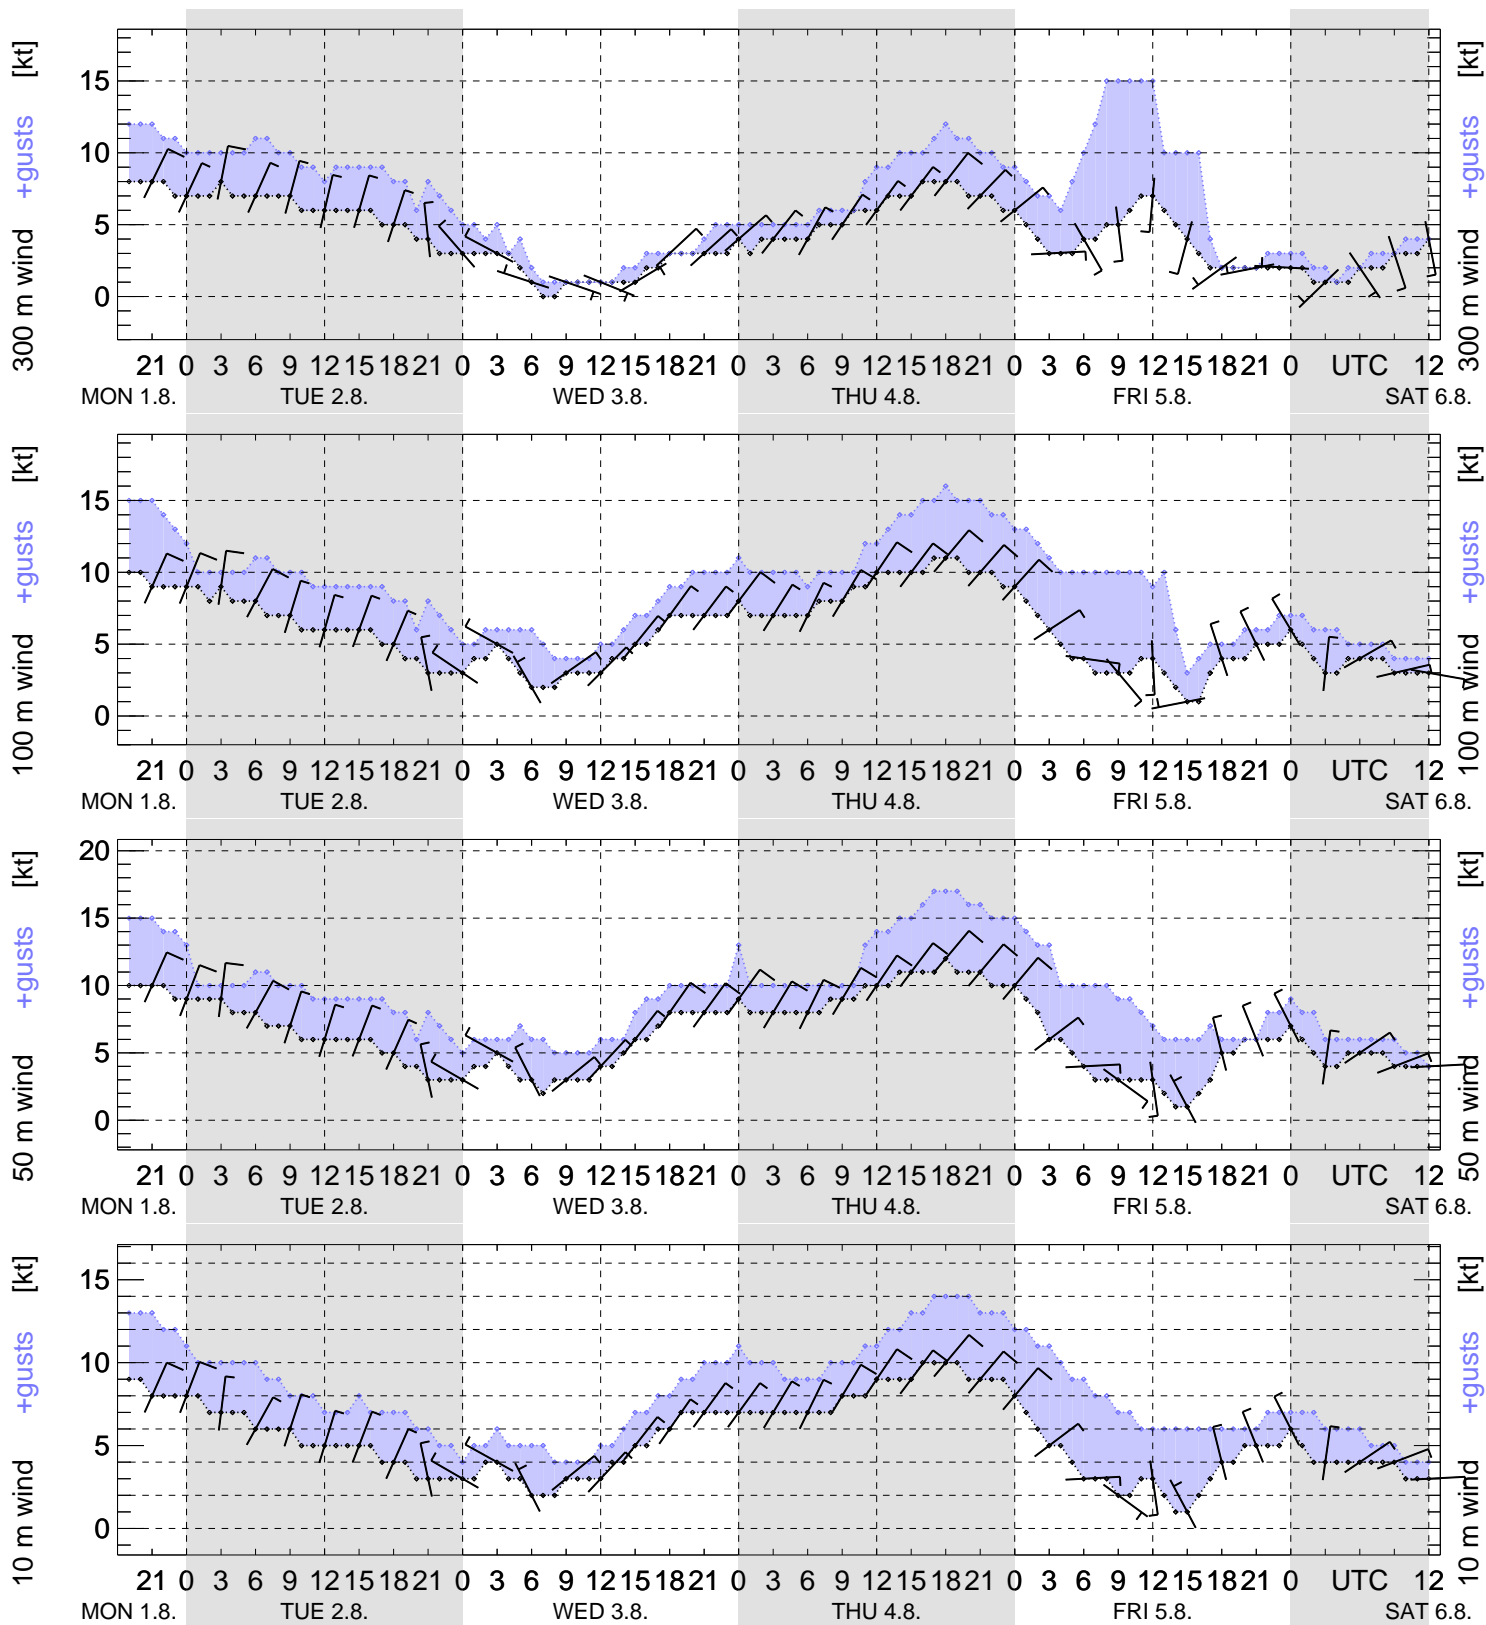 300 m wind +gusts [kt]
15
10
5
0
300 m wind +gusts [kt]
21 0 3 6 9 12 15 18 21 0 3 6 9 12 15 18 21 0 3 6 9 12 15 18 21 0 3 6 9 12 15 18 21 0 UTC 12
MON 1.8. TUE 2.8. WED 3.8. THU 4.8. FRI 5.8. SAT 6.8.
100 m wind +gusts [kt]
15
10
5
0
100 m wind +gusts [kt]
21 0 3 6 9 12 15 18 21 0 3 6 9 12 15 18 21 0 3 6 9 12 15 18 21 0 3 6 9 12 15 18 21 0 UTC 12
MON 1.8. TUE 2.8. WED 3.8. THU 4.8. FRI 5.8. SAT 6.8.
50 m wind +gusts [kt]
20
15
10
5
0
50 m wind +gusts [kt]
21 0 3 6 9 12 15 18 21 0 3 6 9 12 15 18 21 0 3 6 9 12 15 18 21 0 3 6 9 12 15 18 21 0 UTC 12
MON 1.8. TUE 2.8. WED 3.8. THU 4.8. FRI 5.8. SAT 6.8.
10 m wind +gusts [kt]
15
10
5
0
10 m wind +gusts [kt]
21 0 3 6 9 12 15 18 21 0 3 6 9 12 15 18 21 0 3 6 9 12 15 18 21 0 3 6 9 12 15 18 21 0 UTC 12
MON 1.8. TUE 2.8. WED 3.8. THU 4.8. FRI 5.8. SAT 6.8.